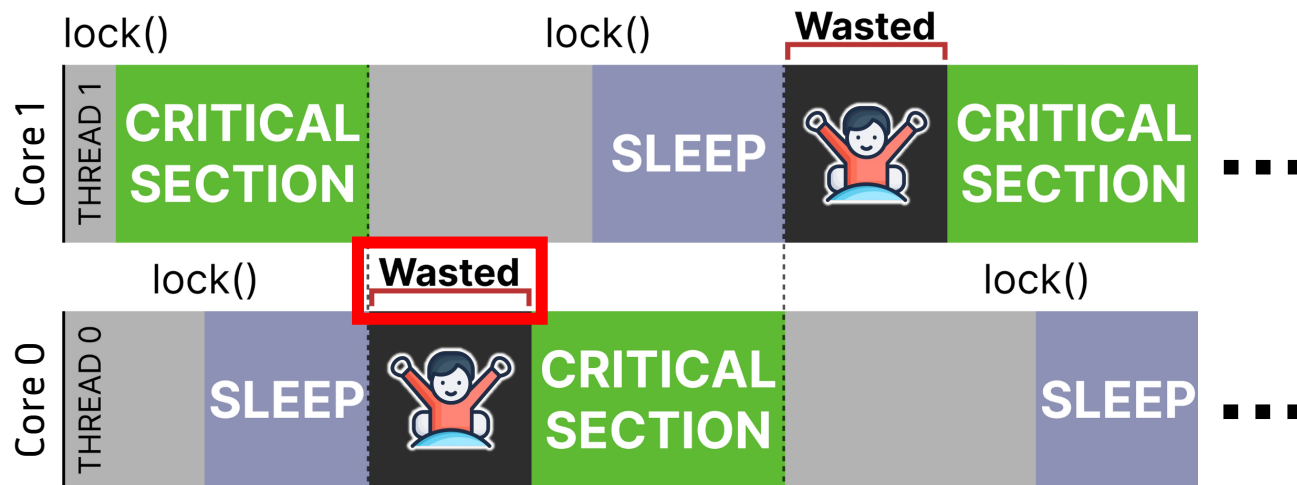 lock()
lock()
Wasted
Core 1
THREAD 1
CRITICAL
SECTION
SLEEP
CRITICAL
SECTION
...
lock()
Wasted
lock()
Core 0
THREAD 0
SLEEP
CRITICAL
SECTION
SLEEP
...